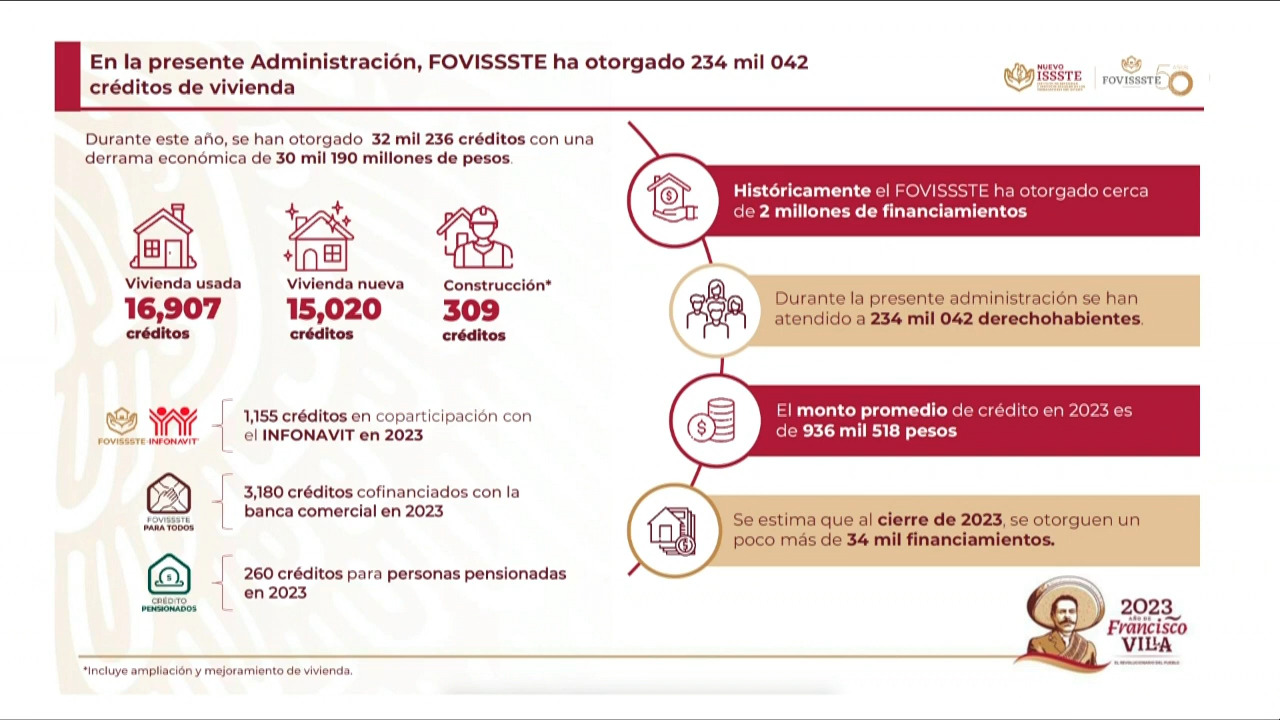 En la presente Administración, FOVISSSTE ha otorgado 234 mil 042
créditos de vivienda
NUEVO
ISSSTE
FOVISSSTE
50
Durante este año, se han otorgado 32 mil 236 créditos con una
derrama económica de 30 mil 190 millones de pesos.
Vivienda usada
16,907
créditos
Vivienda nueva
15,020
créditos
Construcción*
309
créditos
FOVISSSTE-INFONAVIT
1,155 créditos en coparticipación con
el INFONAVIT en 2023
FOVISSSTE
PARA TODOS
3,180 créditos cofinanciados con la
banca comercial en 2023
CRÉDITO
PENSIONADOS
260 créditos para personas pensionadas
en 2023
Históricamente el FOVISSSTE ha otorgado cerca
de 2 millones de financiamientos
Durante la presente administración se han
atendido a 234 mil 042 derechohabientes.
El monto promedio de crédito en 2023 es
de 936 mil 518 pesos
Se estima que al cierre de 2023, se otorguen un
poco más de 34 mil financiamientos.
2023
AÑO DE
Francisco
VILLA
EL REVOLUCIONARIO DEL PUEBLO
*Incluye ampliación y mejoramiento de vivienda.